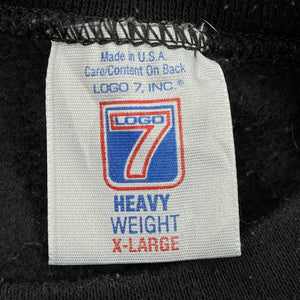 Made in U.S.A.
Care/Content On Back
LOGO 7, INC.®
LOGO
7
HEAVY
WEIGHT
X-LARGE